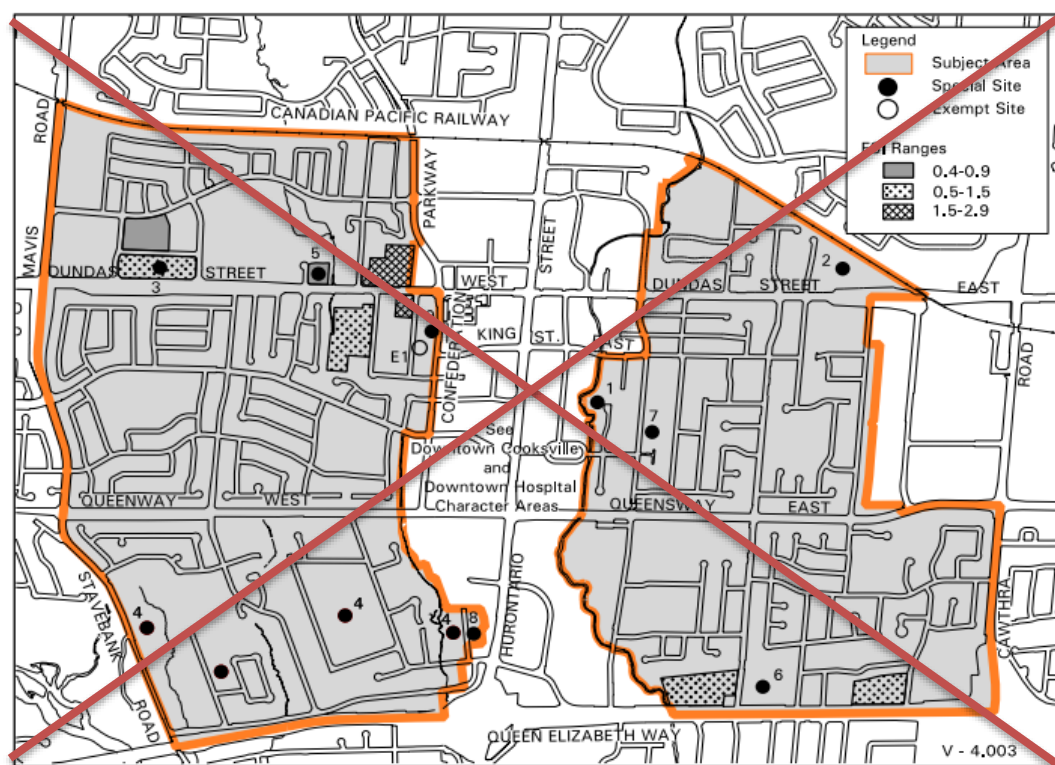 Legend
Subject Area
Special Site
Exempt Site
FSI Ranges
0.4-0.9
0.5-1.5
1.5-2.9
CANADIAN PACIFIC RAILWAY
ROAD
MAVIS
PARKWAY
STREET
5
2
DUNDAS STREET WEST
3
DUNDAS STREET EAST
CONFEDERATION
KING ST. EAST
E1
ROAD
1
7
See
Downtown Cooksville
and
Downtown Hospltal
Character Areas
QUEENWAY WEST
QUEENSWAY EAST
STAVEBANK
ROAD
4
4
4
8
HURONTARIO
CAWTHRA
6
QUEEN ELIZABETH WAY
V - 4.003